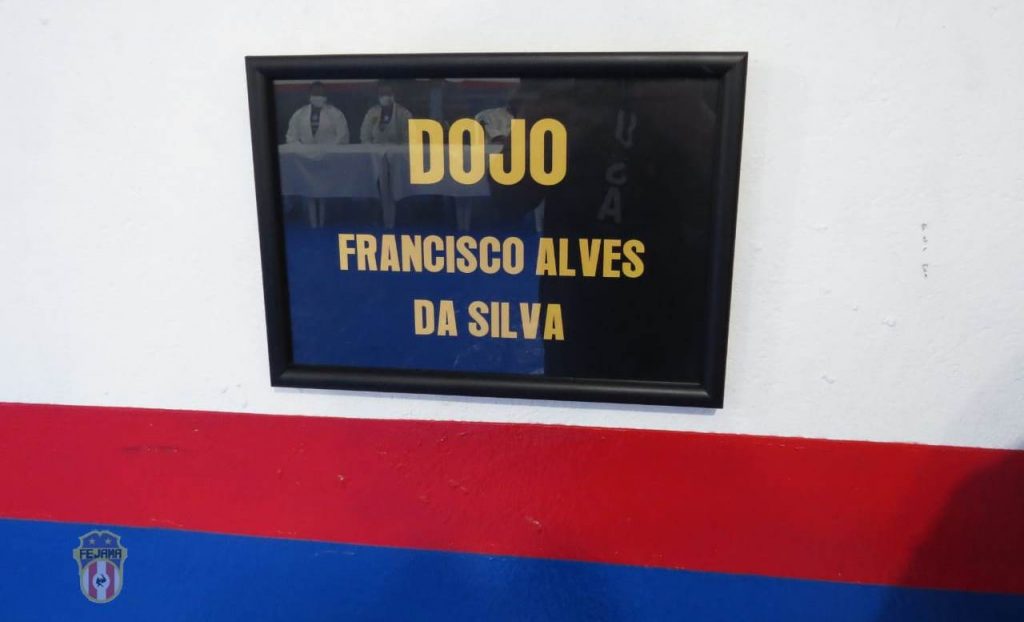 DOJO
FRANCISCO ALVES
DA SILVA
FEJAMA